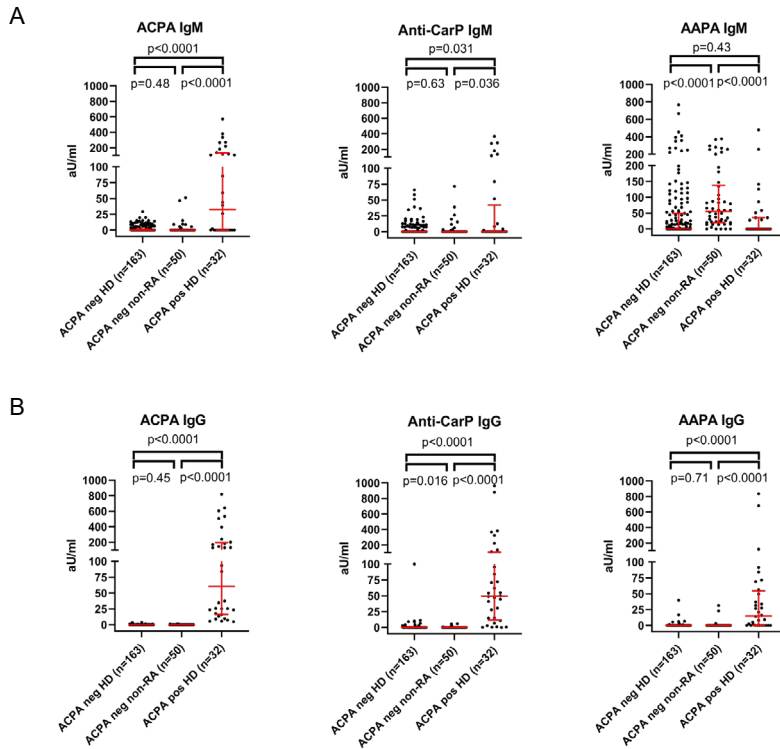 A
ACPA IgM
p<0.0001
p=0.48 p<0.0001
1000
800
600
400
200
100
75
50
25
0
aU/ml
ACPA neg HD (n=163)
ACPA neg non-RA (n=50)
ACPA pos HD (n=32)
Anti-CarP IgM
p=0.031
p=0.63 p=0.036
1000
800
600
400
200
100
75
50
25
0
aU/ml
ACPA neg HD (n=163)
ACPA neg non-RA (n=50)
ACPA pos HD (n=32)
AAPA IgM
p=0.43
p<0.0001 p<0.0001
1000
800
600
400
200
200
150
100
50
0
aU/ml
ACPA neg HD (n=163)
ACPA neg non-RA (n=50)
ACPA pos HD (n=32)
B
ACPA IgG
p<0.0001
p=0.45 p<0.0001
1000
800
600
400
200
100
75
50
25
0
aU/ml
ACPA neg HD (n=163)
ACPA neg non-RA (n=50)
ACPA pos HD (n=32)
Anti-CarP IgG
p<0.0001
p=0.016 p<0.0001
1000
800
600
400
200
100
75
50
25
0
aU/ml
ACPA neg HD (n=163)
ACPA neg non-RA (n=50)
ACPA pos HD (n=32)
AAPA IgG
p<0.0001
p=0.71 p<0.0001
1000
800
600
400
200
100
75
50
25
0
aU/ml
ACPA neg HD (n=163)
ACPA neg non-RA (n=50)
ACPA pos HD (n=32)